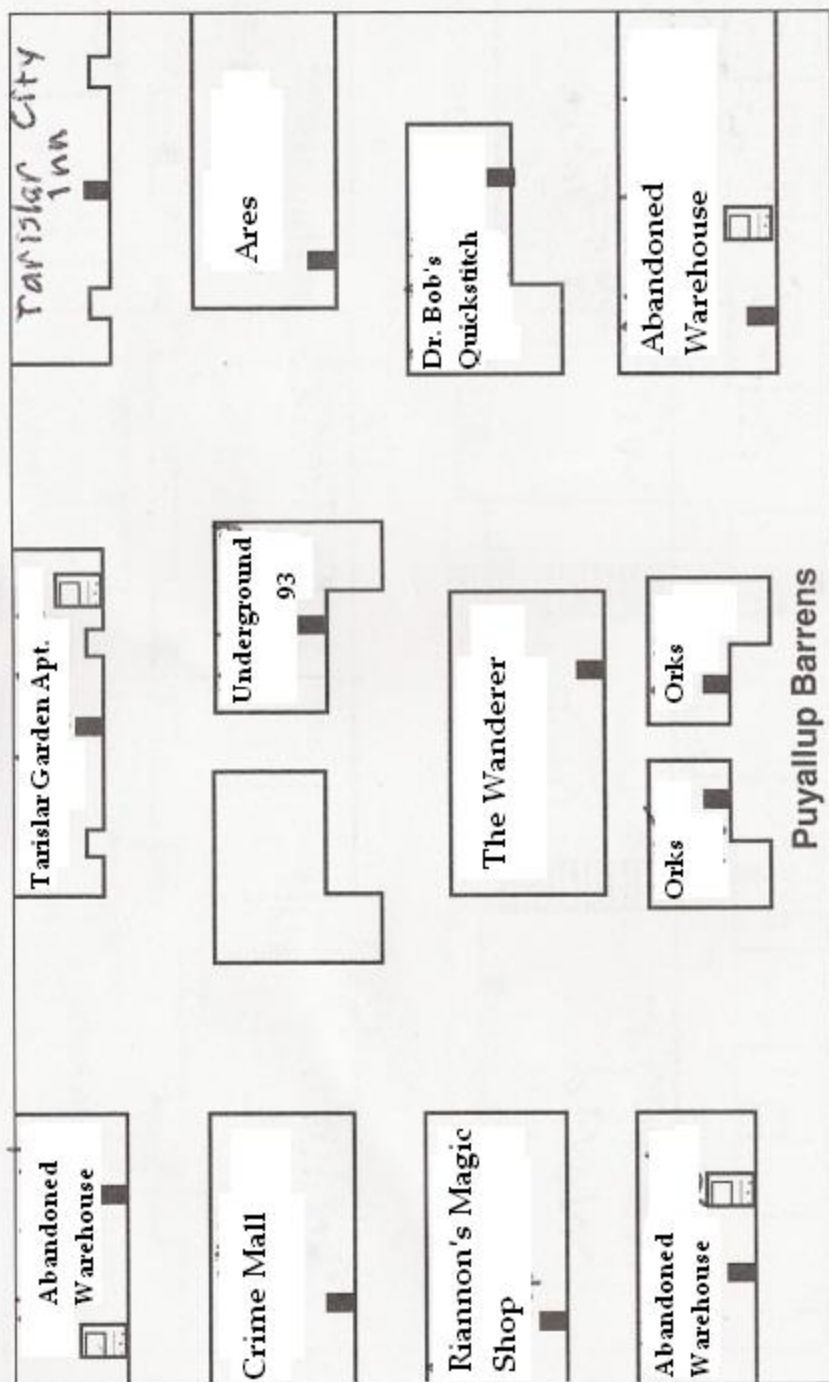 Abandoned
Warehouse
Tarislar Garden Apt.
Tarislar City
Inn
Crime Mall
Underground
93
Ares
Riannon's Magic
Shop
The Wanderer
Dr. Bob's
Quickstitch
Abandoned
Warehouse
Orks
Orks
Abandoned
Warehouse
Puyallup Barrens